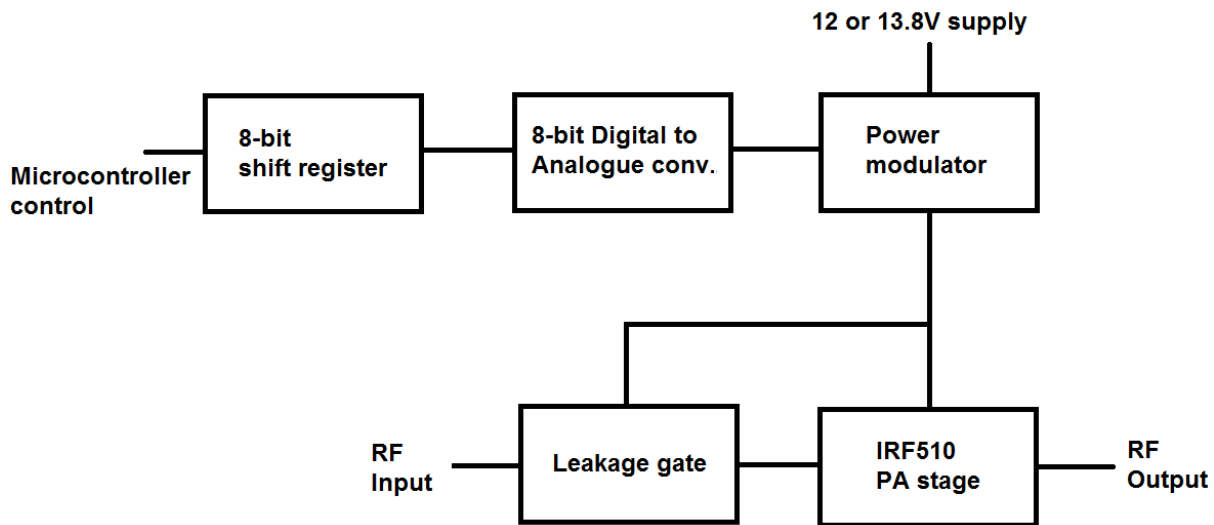 12 or 13.8V supply
8-bit
shift register
8-bit Digital to
Analogue conv..
Power
modulator
Microcontroller
control
RF
Input
Leakage gate
IRF510
PA stage
RF
Output